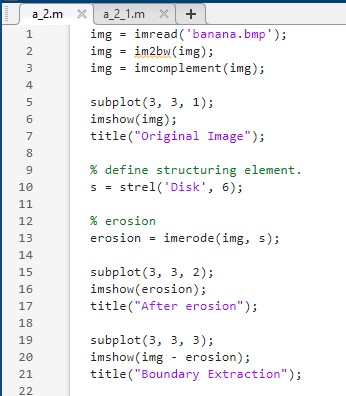 a_2.m × a_2_1.m × +
1 img = imread('banana.bmp');
2 img = im2bw(img);
3 img = imcomplement(img);
4
5 subplot(3, 3, 1);
6 imshow(img);
7 title("Original Image");
8
9 % define structuring element.
10 s = strel('Disk', 6);
11
12 % erosion
13 erosion = imerode(img, s);
14
15 subplot(3, 3, 2);
16 imshow(erosion);
17 title("After erosion");
18
19 subplot(3, 3, 3);
20 imshow(img - erosion);
21 title("Boundary Extraction");
22